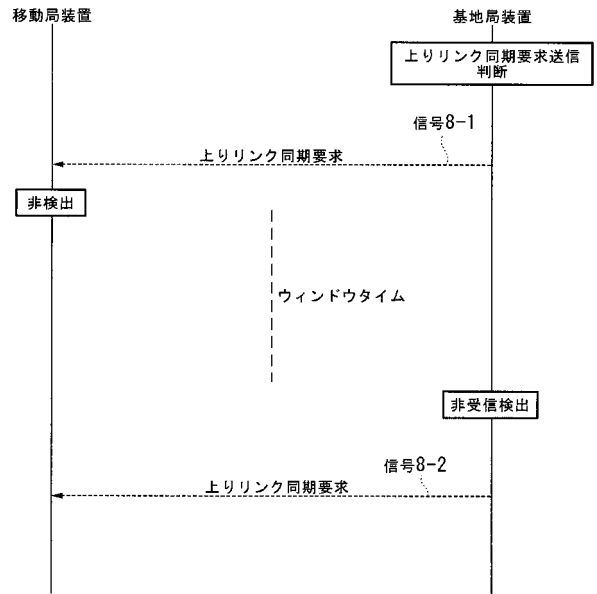 移動局装置
基地局装置
上りリンク同期要求送信
判断
信号8-1
上りリンク同期要求
非検出
ウィンドウタイム
非受信検出
信号8-2
上りリンク同期要求